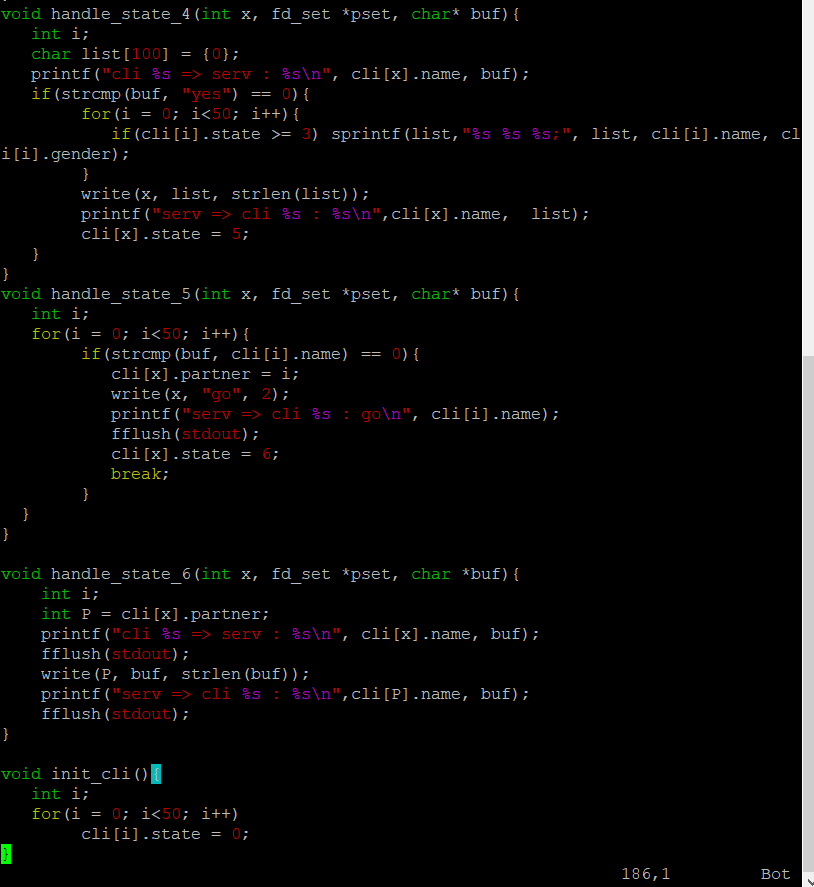 void handle_state_4(int x, fd_set *pset, char* buf){
   int i;
   char list[100] = {0};
   printf("cli %s => serv : %s\n", cli[x].name, buf);
   if(strcmp(buf, "yes") == 0){
        for(i = 0; i<50; i++){
           if(cli[i].state >= 3) sprintf(list,"%s %s %s;", list, cli[i].name, cl
i[i].gender);
        }
        write(x, list, strlen(list));
        printf("serv => cli %s : %s\n",cli[x].name,  list);
        cli[x].state = 5;
   }
}
void handle_state_5(int x, fd_set *pset, char* buf){
   int i;
   for(i = 0; i<50; i++){
        if(strcmp(buf, cli[i].name) == 0){
           cli[x].partner = i;
           write(x, "go", 2);
           printf("serv => cli %s : go\n", cli[i].name);
           fflush(stdout);
           cli[x].state = 6;
           break;
        }
  }
}

void handle_state_6(int x, fd_set *pset, char *buf){
    int i;
    int P = cli[x].partner;
    printf("cli %s => serv : %s\n", cli[x].name, buf);
    fflush(stdout);
    write(P, buf, strlen(buf));
    printf("serv => cli %s : %s\n",cli[P].name, buf);
    fflush(stdout);
}

void init_cli(){
   int i;
   for(i = 0; i<50; i++)
        cli[i].state = 0;
}
186,1 Bot